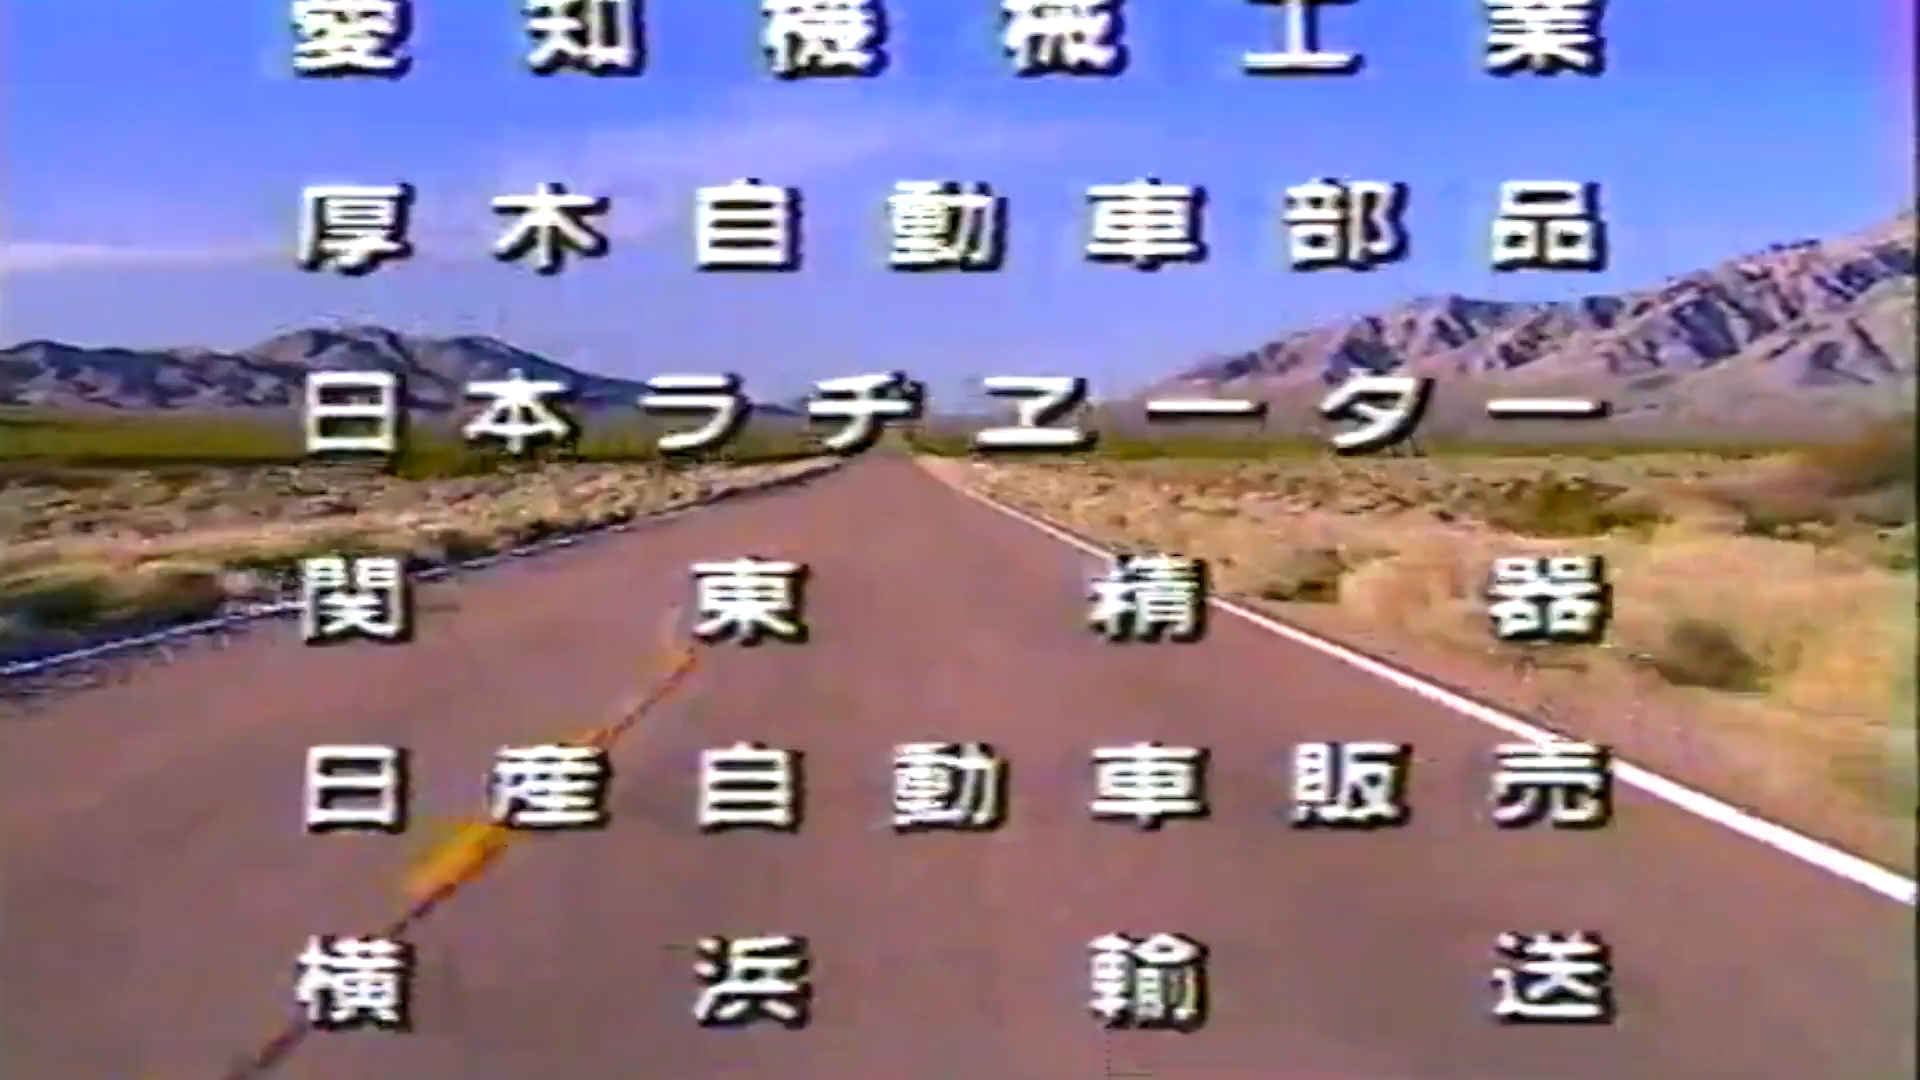 愛知機械工業
厚木自動車部品
日本ラヂヱーター
関東精器
日産自動車販売
横浜輸送